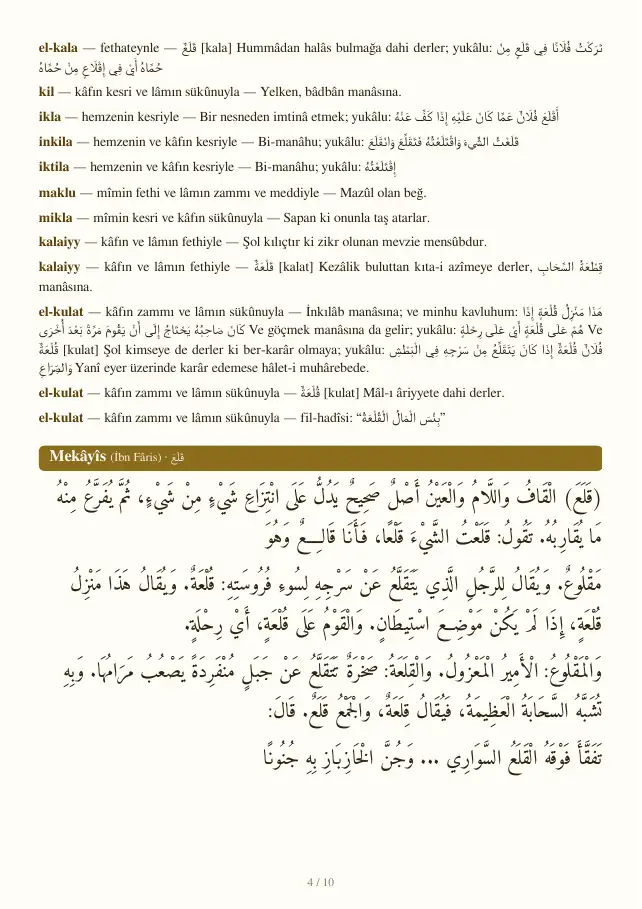 el-kala — fethateynle — قَلَعٌ [kala] Hummâdan halâs bulmağa dahi derler; yukâlu: تَرَكْتُ فُلَانًا فِي قَلَعٍ مِنْ
حُمَّاهُ أَيْ فِي إِقْلَاعٍ مِنْ حُمَّاهُ
kil — kâfın kesri ve lâmın sükûnuyla — Yelken, bâdbân manâsına.
ikla — hemzenin kesriyle — Bir nesneden imtinâ etmek; yukâlu: أَقْلَعَ فُلَانٌ عَمَّا كَانَ عَلَيْهِ إِذَا كَفَّ عَنْهُ
inkila — hemzenin ve kâfın kesriyle — Bi-manâhu; yukâlu: قَلَعْتُ الشَّيْءَ وَاقْتَلَعْتُهُ فَتَقَلَّعَ وَانْقَلَعَ
iktila — hemzenin ve kâfın kesriyle — Bi-manâhu; yukâlu: إِقْتَلَعْتُهُ
maklu — mîmin fethi ve lâmın zammı ve meddiyle — Mazûl olan beğ.
mikla — mîmin kesri ve kâfın sükûnuyla — Sapan ki onunla taş atarlar.
kalaiyy — kâfın ve lâmın fethiyle — Şol kılıçtır ki zikr olunan mevzie mensûbdur.
kalaiyy — kâfın ve lâmın fethiyle — قَلَعَةٌ [kalat] Kezâlik buluttan kıta-i azîmeye derler, قِطْعَةُ السَّحَابِ
manâsına.
el-kulat — kâfın zammı ve lâmın sükûnuyla — İnkılâb manâsına; ve minhu kavluhum: هَذَا مَنْزِلُ قُلْعَةٍ إِذَا
كَانَ صَاحِبُهُ يَحْتَاجُ إِلَى أَنْ يَقُومَ مَرَّةً بَعْدَ أُخْرَى Ve göçmek manâsına da gelir; yukâlu: هُمْ عَلَى قُلْعَةٍ أَيْ عَلَى رِحْلَةٍ Ve
قُلْعَةٌ [kulat] Şol kimseye de derler ki ber-karâr olmaya; yukâlu: فُلَانٌ قُلْعَةٌ إِذَا كَانَ يَتَقَلَّعُ مِنْ سَرْجِهِ فِي الْبَطْشِ
وَالصِّرَاعِ Yanî eyer üzerinde karâr edemese hâlet-i muhârebede.
el-kulat — kâfın zammı ve lâmın sükûnuyla — قُلْعَةٌ [kulat] Mâl-ı âriyyete dahi derler.
el-kulat — kâfın zammı ve lâmın sükûnuyla — fil-hadîsi: “بِئْسَ الْمَالُ الْقُلْعَةُ”
Mekâyîs (İbn Fâris) · قلع
(قَلَعَ) الْقَافُ وَاللَّامُ وَالْعَيْنُ أَصْلٌ صَحِيحٌ يَدُلُّ عَلَى انْتِزَاعِ شَيْءٍ مِنْ شَيْءٍ، ثُمَّ يُفَرَّعُ مِنْهُ
مَا يُقَارِبُهُ. تَقُولُ: قَلَعْتُ الشَّيْءَ قَلْعًا، فَأَنَا قَالِعٌ وَهُوَ
مَقْلُوعٌ. وَيُقَالُ لِلرَّجُلِ الَّذِي يَتَقَلَّعُ عَنْ سَرْجِهِ لِسُوءِ فُرُوسَتِهِ: قُلْعَةٌ. وَيُقَالُ هَذَا مَنْزِلُ
قُلْعَةٍ، إِذَا لَمْ يَكُنْ مَوْضِعَ اسْتِيطَانٍ. وَالْقَوْمُ عَلَى قُلْعَةٍ، أَيْ رِحْلَةٍ.
وَالْمَقْلُوعُ: الْأَمِيرُ الْمَعْزُولُ. وَالْقِلَعَةُ: صَخْرَةٌ تَتَقَلَّعُ عَنْ جَبَلٍ مُنْفَرِدَةٌ يَصْعُبُ مَرَامُهَا. وَبِهِ
تُشَبَّهُ السَّحَابَةُ الْعَظِيمَةُ، فَيُقَالُ قِلَعَةٌ، وَالْجَمْعُ قَلَعٌ. قَالَ:
تَفَقَّأَ فَوْقَهُ الْقَلَعُ السَّوَارِي ... وَجُنَّ الْخَازِبَازِ بِهِ جُنُونًا
4 / 10